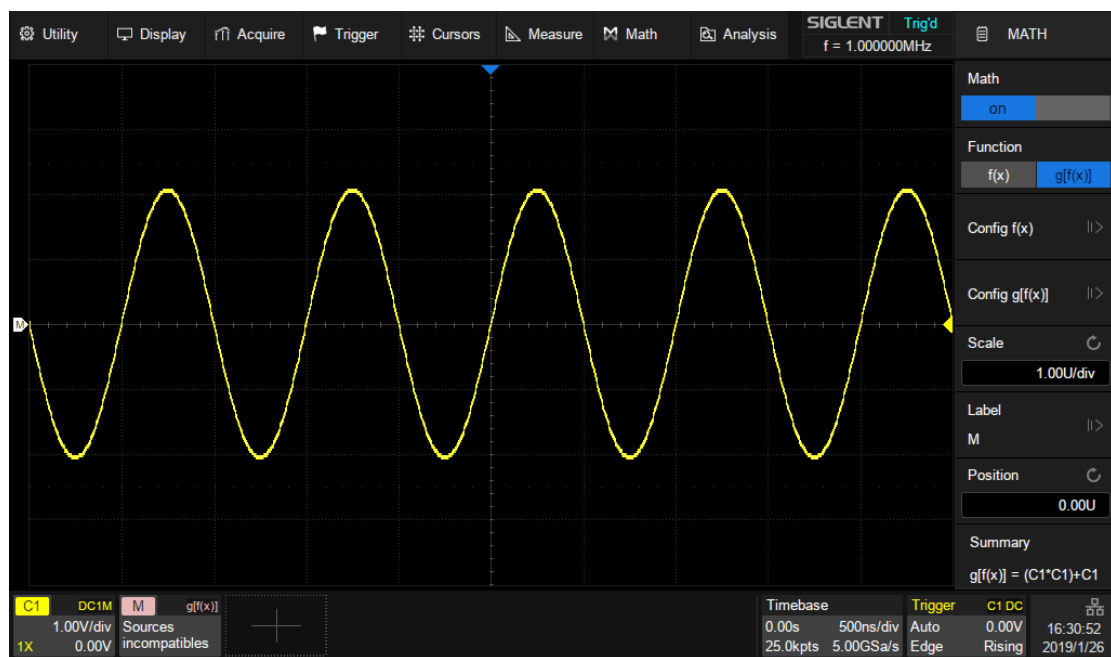 Utility Display Acquire Trigger Cursors Measure Math Analysis
SIGLENT Trig'd
f = 1.000000MHz
MATH
Math
on
Function
f(x) g[f(x)]
Config f(x)
Config g[f(x)]
Scale
1.00U/div
Label
M
Position
0.00U
Summary
g[f(x)] = (C1*C1)+C1
M
C1 DC1M
1.00V/div
1X 0.00V
M g[f(x)]
Sources
incompatibles
Timebase
0.00s 500ns/div
25.0kpts 5.00GSa/s
Trigger C1 DC
Auto 0.00V
Edge Rising
16:30:52
2019/1/26